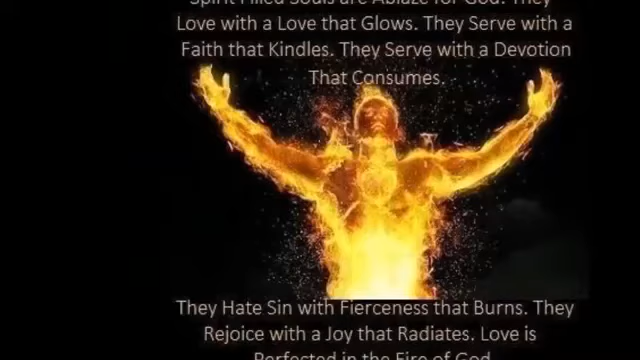 Spirit Filled Souls are Ablaze for God. They
Love with a Love that Glows. They Serve with a
Faith that Kindles. They Serve with a Devotion
That Consumes.
They Hate Sin with Fierceness that Burns. They
Rejoice with a Joy that Radiates. Love is
Perfected in the Fire of God